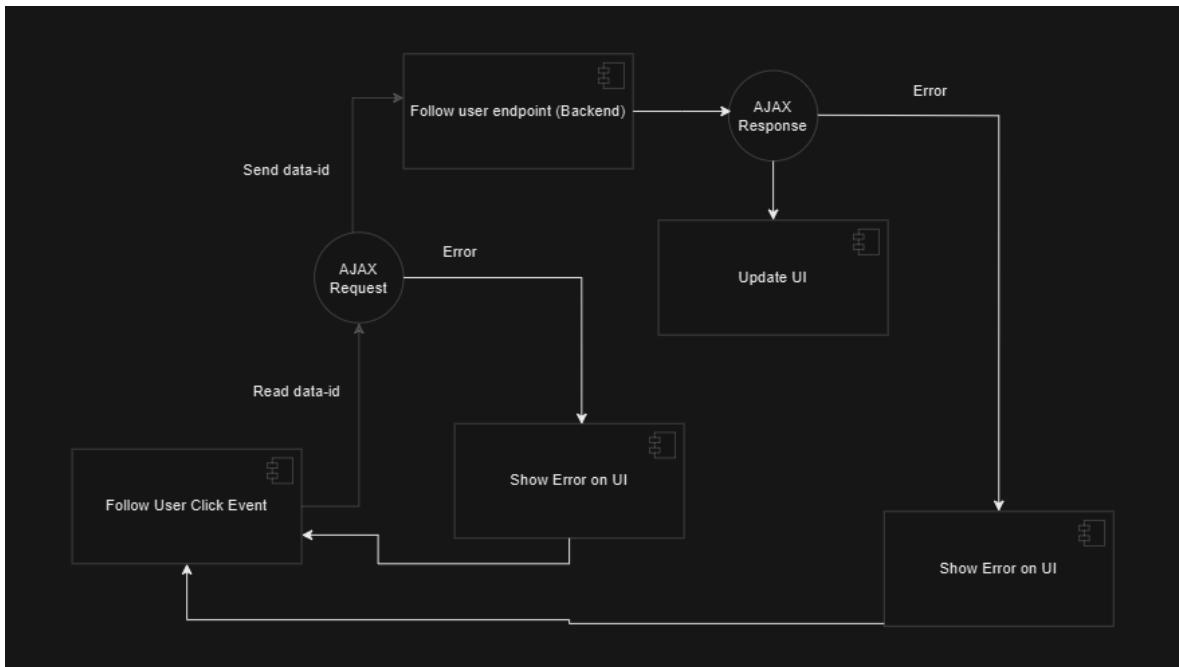 Follow user endpoint (Backend)
AJAX
Response
Error
Send data-id
AJAX
Request
Error
Update UI
Read data-id
Follow User Click Event
Show Error on UI
Show Error on UI